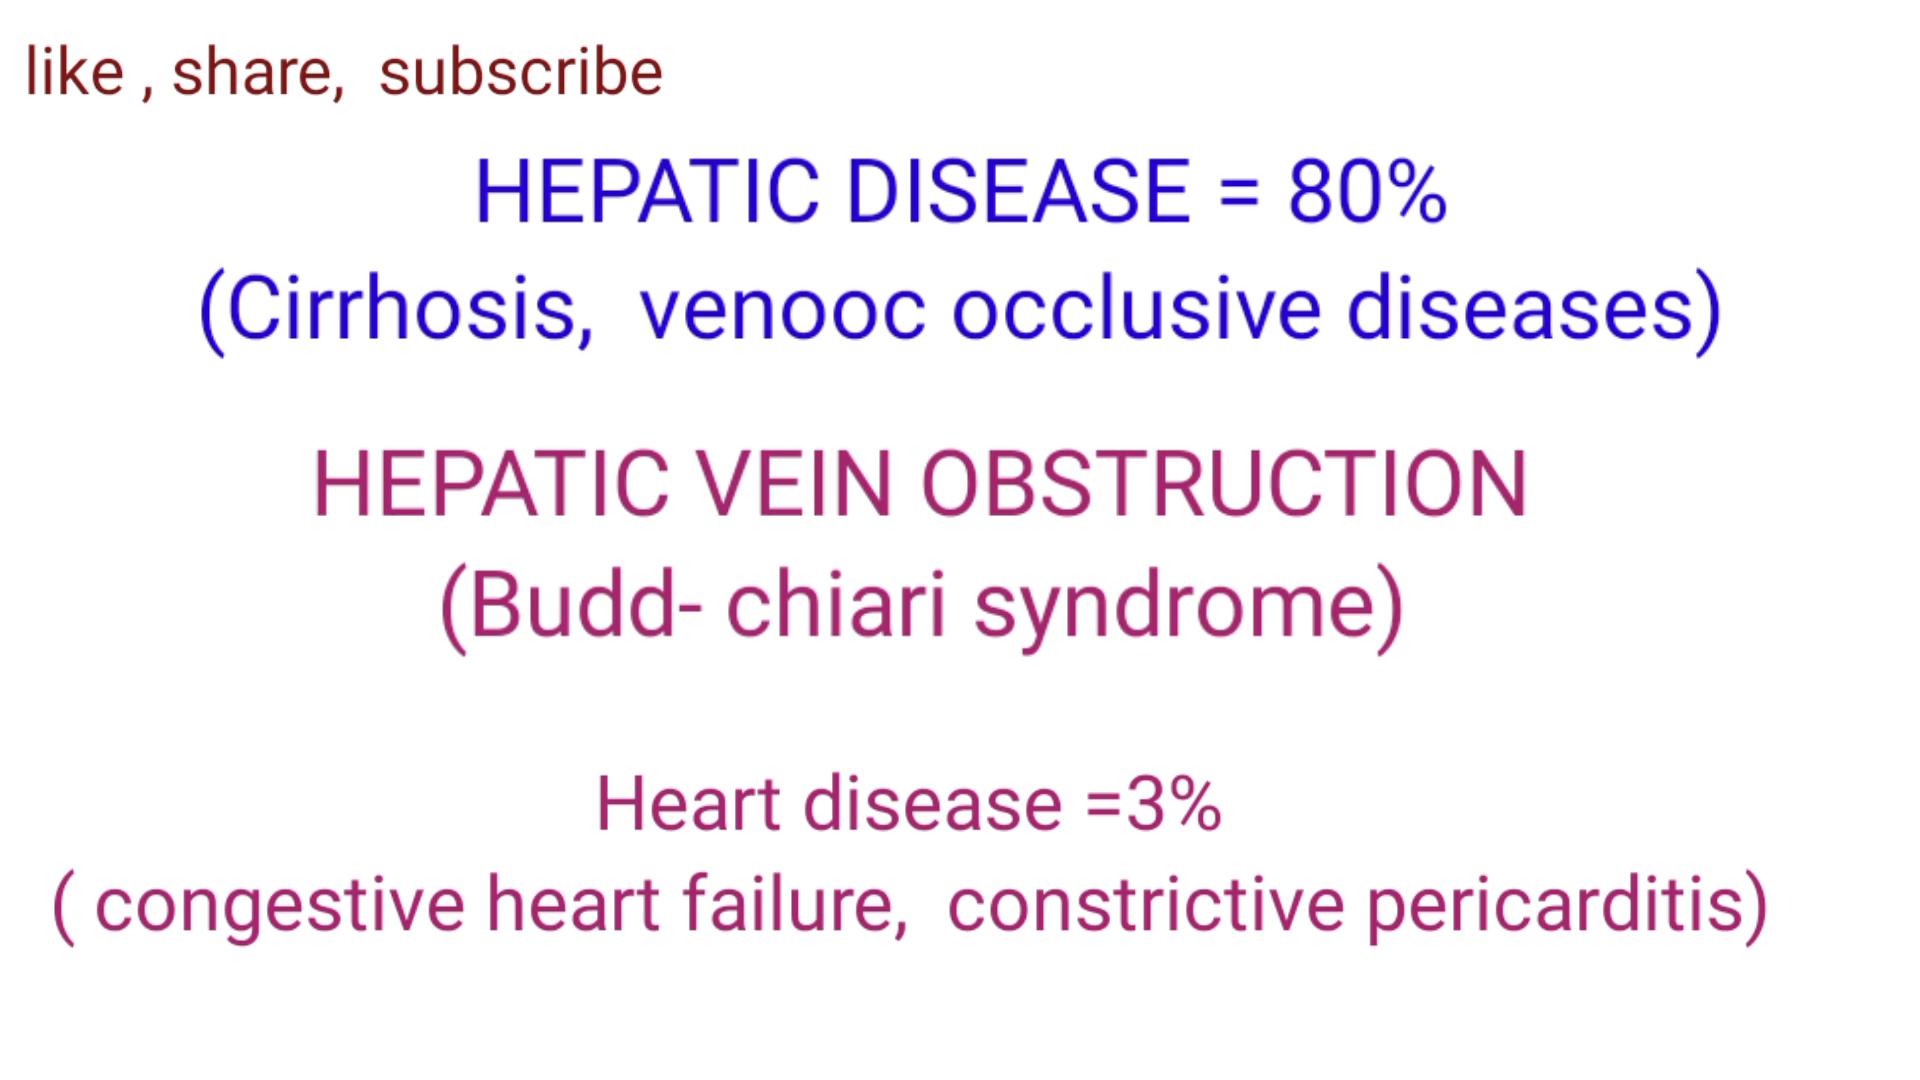 like , share,  subscribe
HEPATIC DISEASE = 80%
(Cirrhosis,  venooc occlusive diseases)
HEPATIC VEIN OBSTRUCTION
(Budd- chiari syndrome)
Heart disease =3%
( congestive heart failure,  constrictive pericarditis)